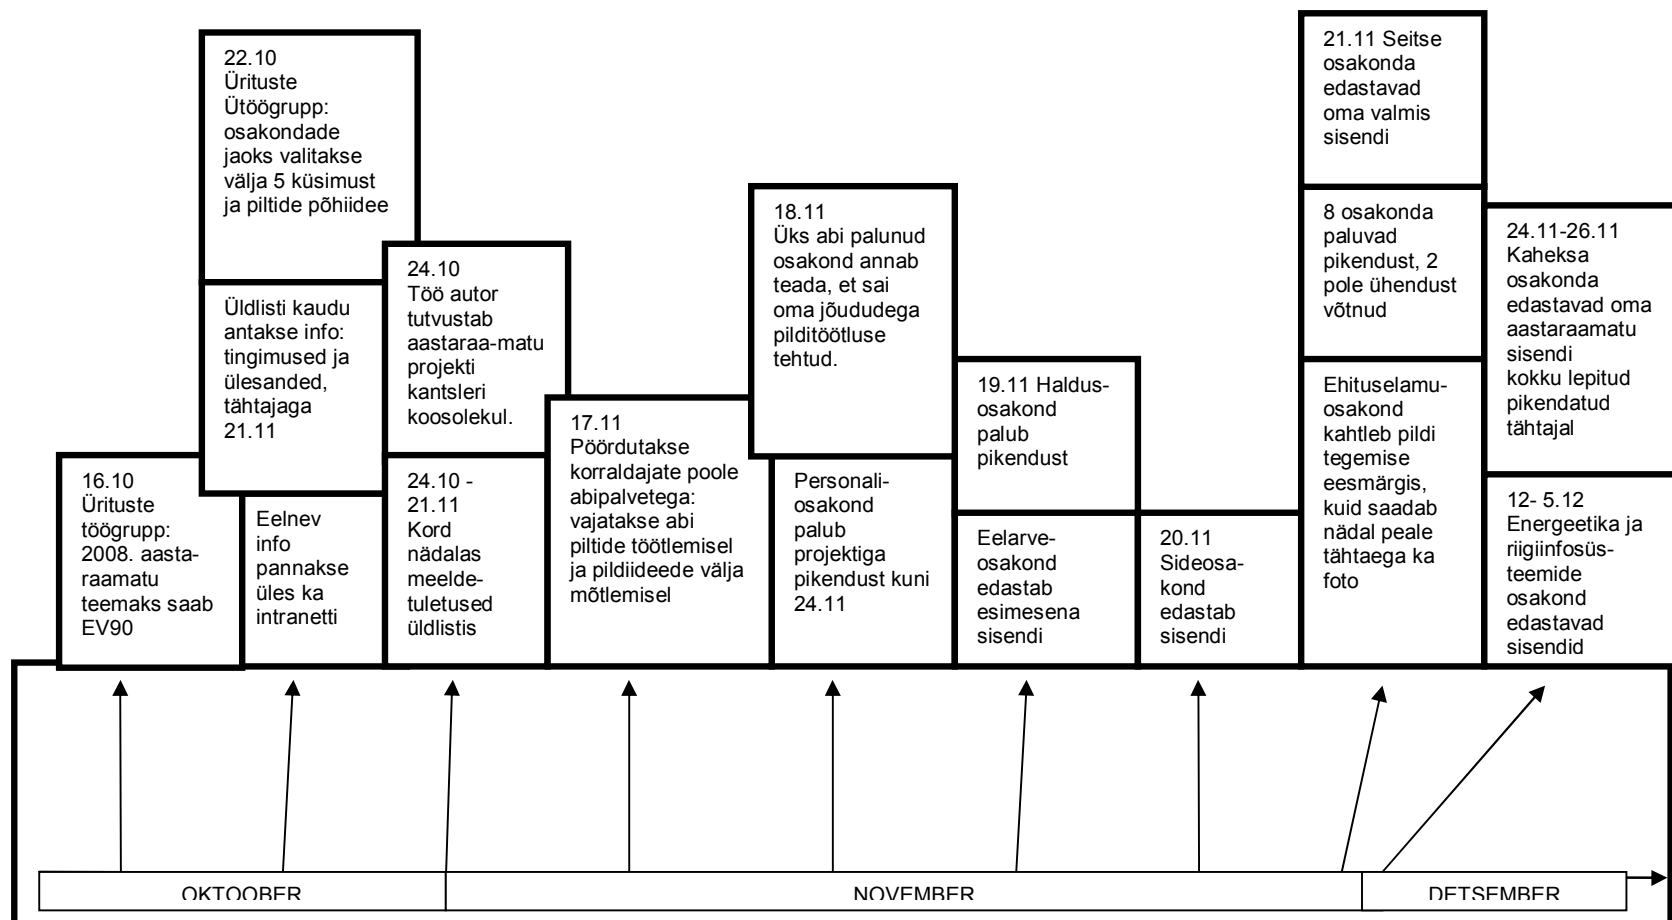 22.10
Ürituste
Ütöögrupp:
osakondade
jaoks valitakse
välja 5 küsimust
ja piltide põhiidee
Üldlisti kaudu
antakse info:
tingimused ja
ülesanded,
tähtajaga
21.11
16.10
Ürituste
töögrupp:
2008. aasta-
raamatu
teemaks saab
EV90
Eelnev
info
pannakse
üles ka
intranetti
24.10
Töö autor
tutvustab
aastaraa-matu
projekti
kantsleri
koosolekul.
24.10 -
21.11
Kord
nädalas
meelde-
tuletused
üldlistis
17.11
Pöördutakse
korraldajate poole
abipalvetega:
vajatakse abi
piltide töötlemisel
ja pildiideede välja
mõtlemisel
18.11
Üks abi palunud
osakond annab
teada, et sai
oma jõududega
pilditöötluse
tehtud.
Personali-
osakond
palub
projektiga
pikendust kuni
24.11
19.11 Haldus-
osakond
palub
pikendust
Eelarve-
osakond
edastab
esimesena
sisendi
20.11
Sideosa-
kond
edastab
sisendi
21.11 Seitse
osakonda
edastavad
oma valmis
sisendi
8 osakonda
paluvad
pikendust, 2
pole ühendust
võtnud
Ehituselamu-
osakond
kahtleb pildi
tegemise
eesmärgis,
kuid saadab
nädal peale
tähtaega ka
foto
24.11-26.11
Kaheksa
osakonda
edastavad oma
aastaraamatu
sisendi
kokku lepitud
pikendatud
tähtajal
12- 5.12
Energeetika ja
riigiinfosüs-
teemide
osakond
edastavad
sisendid
OKTOOBER
NOVEMBER
DETSEMBER